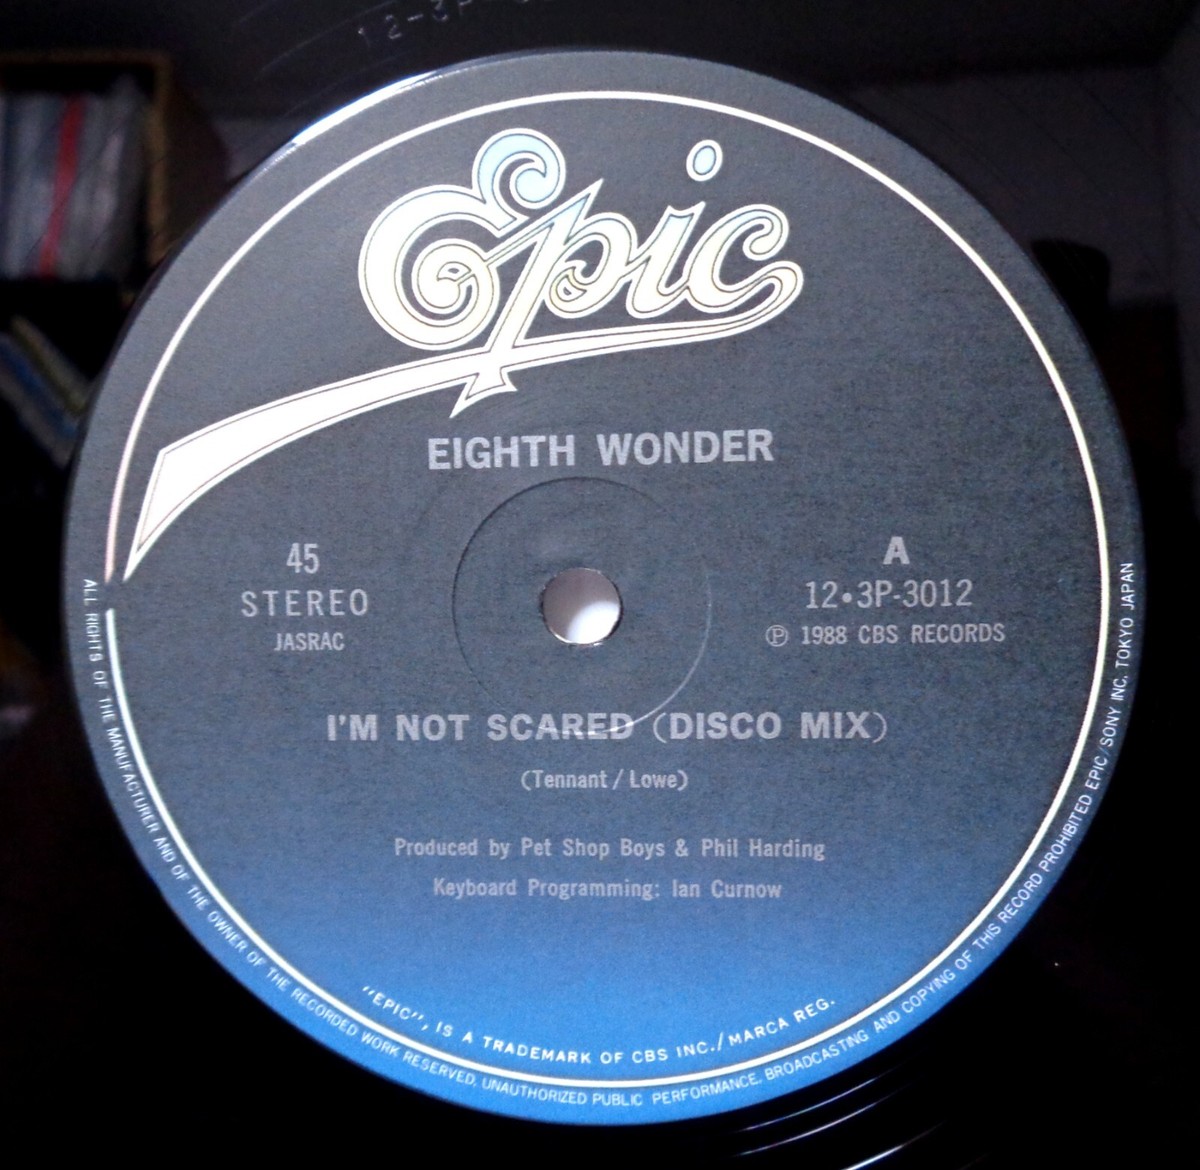 12-3P-
Epic
EIGHTH WONDER
45
STEREO
JASRAC
A
12•3P-3012
℗ 1988 CBS RECORDS
I'M NOT SCARED (DISCO MIX)
(Tennant / Lowe)
Produced by Pet Shop Boys & Phil Harding
Keyboard Programming: Ian Curnow
"EPIC", IS A TRADEMARK OF CBS INC./MARCA REG.
ALL RIGHTS OF THE MANUFACTURER AND OF THE OWNER OF THE RECORDED WORK RESERVED. UNAUTHORIZED PUBLIC PERFORMANCE. BROADCASTING AND COPYING OF THIS RECORD PROHIBITED EPIC/SONY INC. TOKYO JAPAN